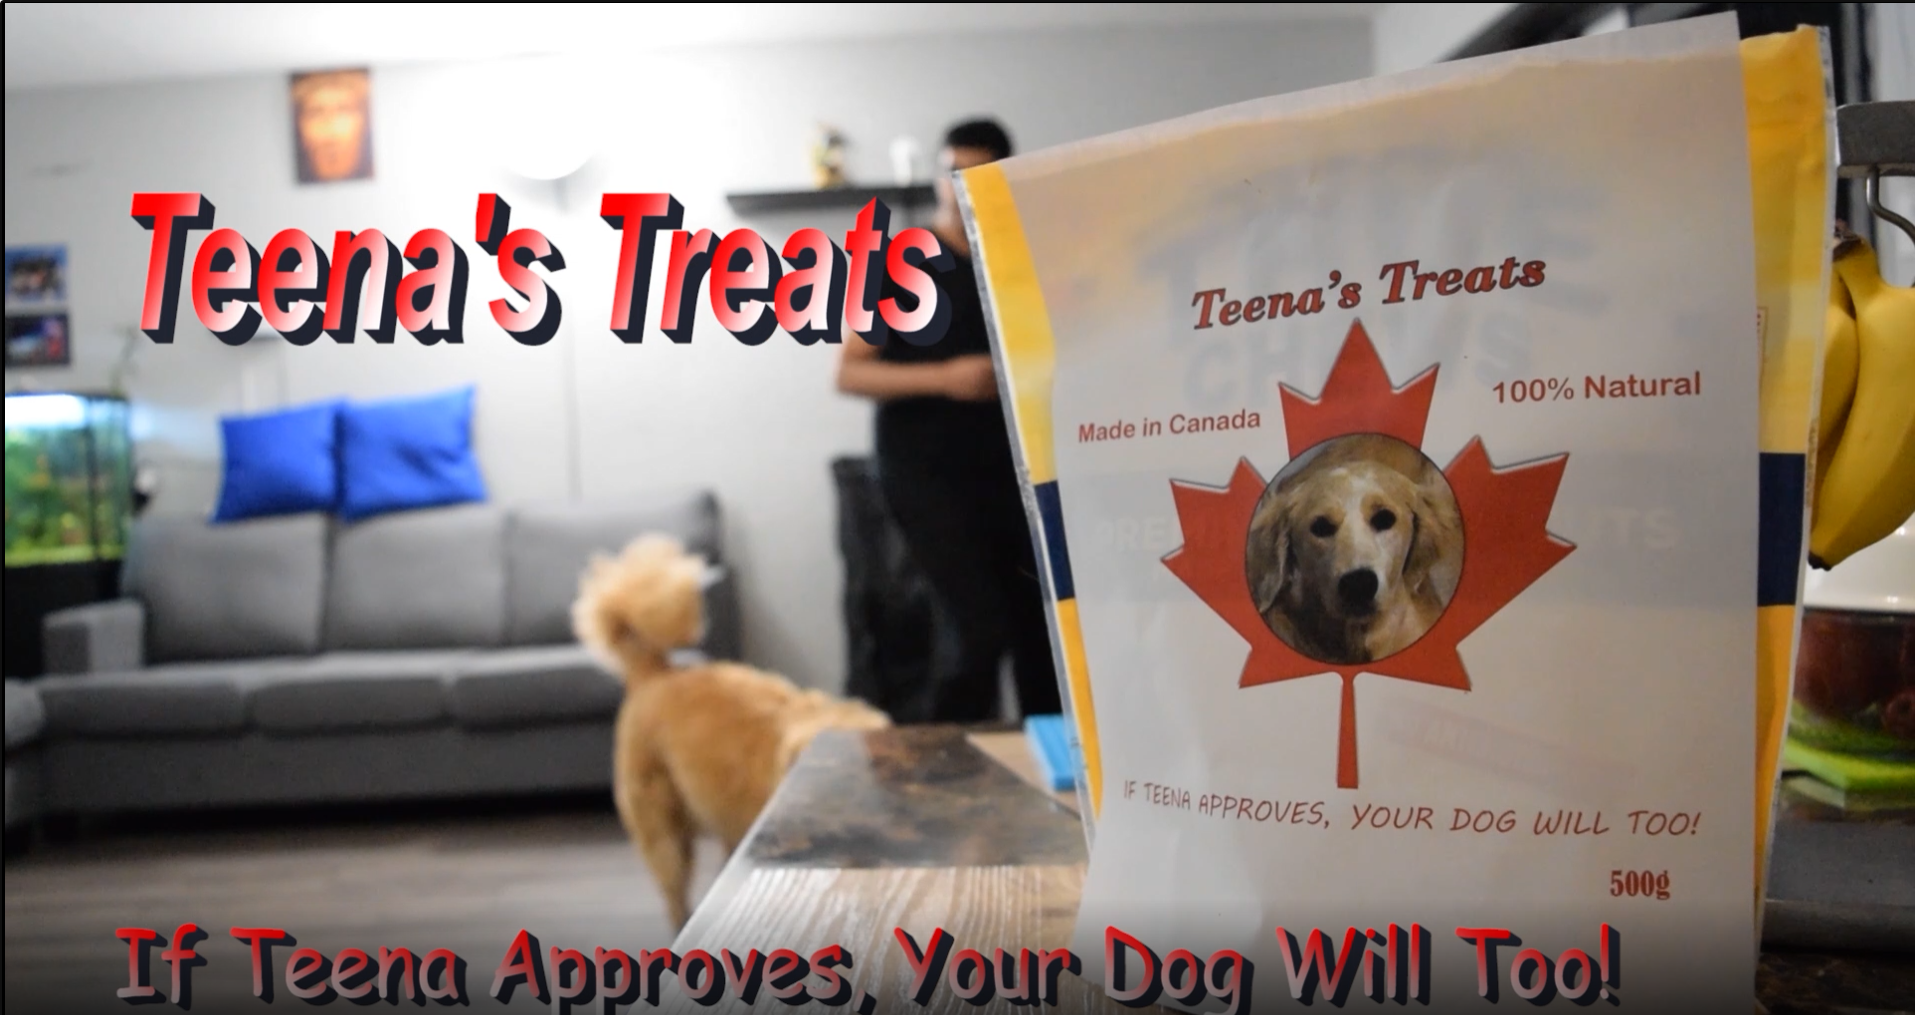 Teena's Treats
Teena's Treats
100% Natural
Made in Canada
IF TEENA APPROVES, YOUR DOG WILL TOO!
500g
If Teena Approves, Your Dog Will Too!